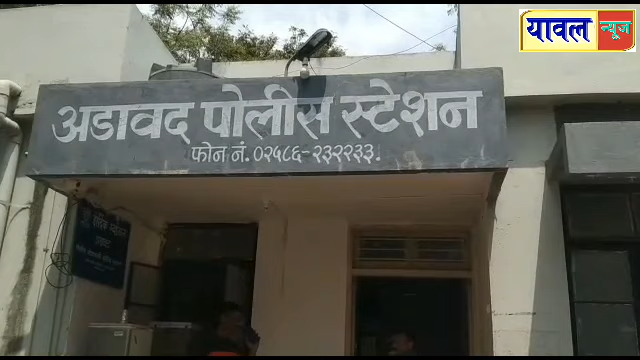 यावल न्यूज
अडावद पोलीस स्टेशन
फोन नं. ०२५८६-२३२२३३.